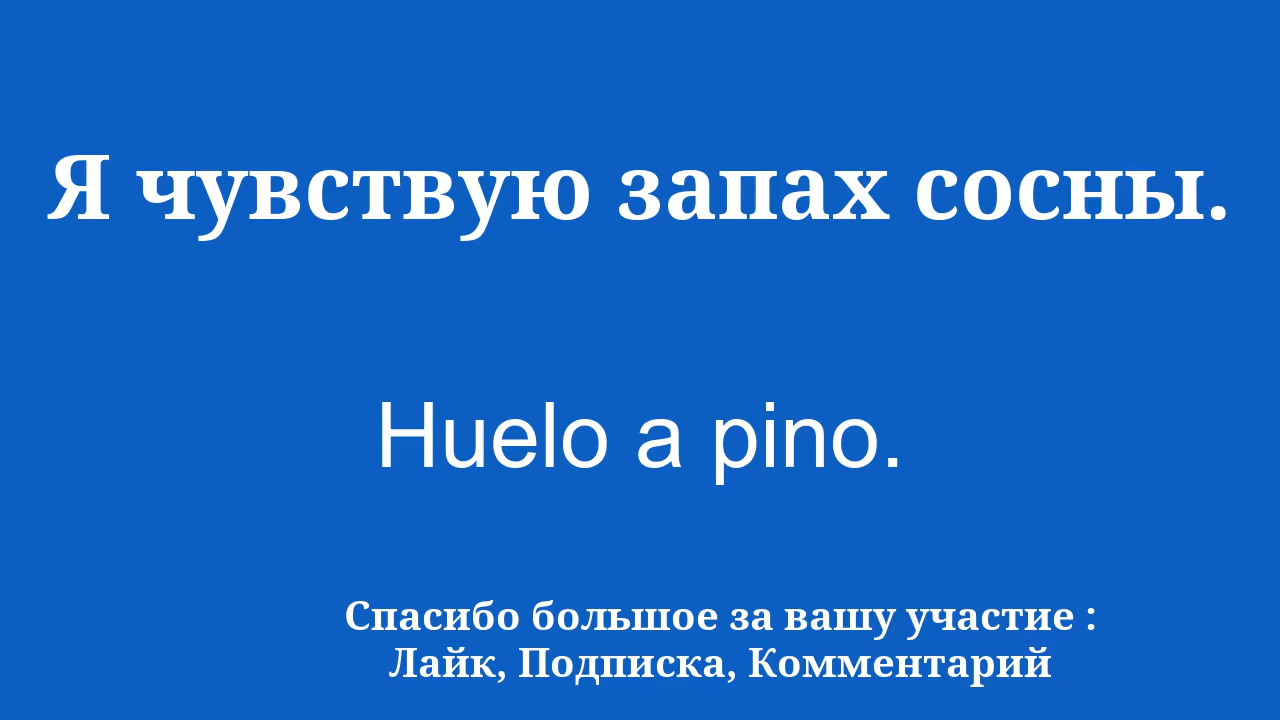 Я чувствую запах сосны.
Huelo a pino.
Спасибо большое за вашу участие :
Лайк, Подписка, Комментарий